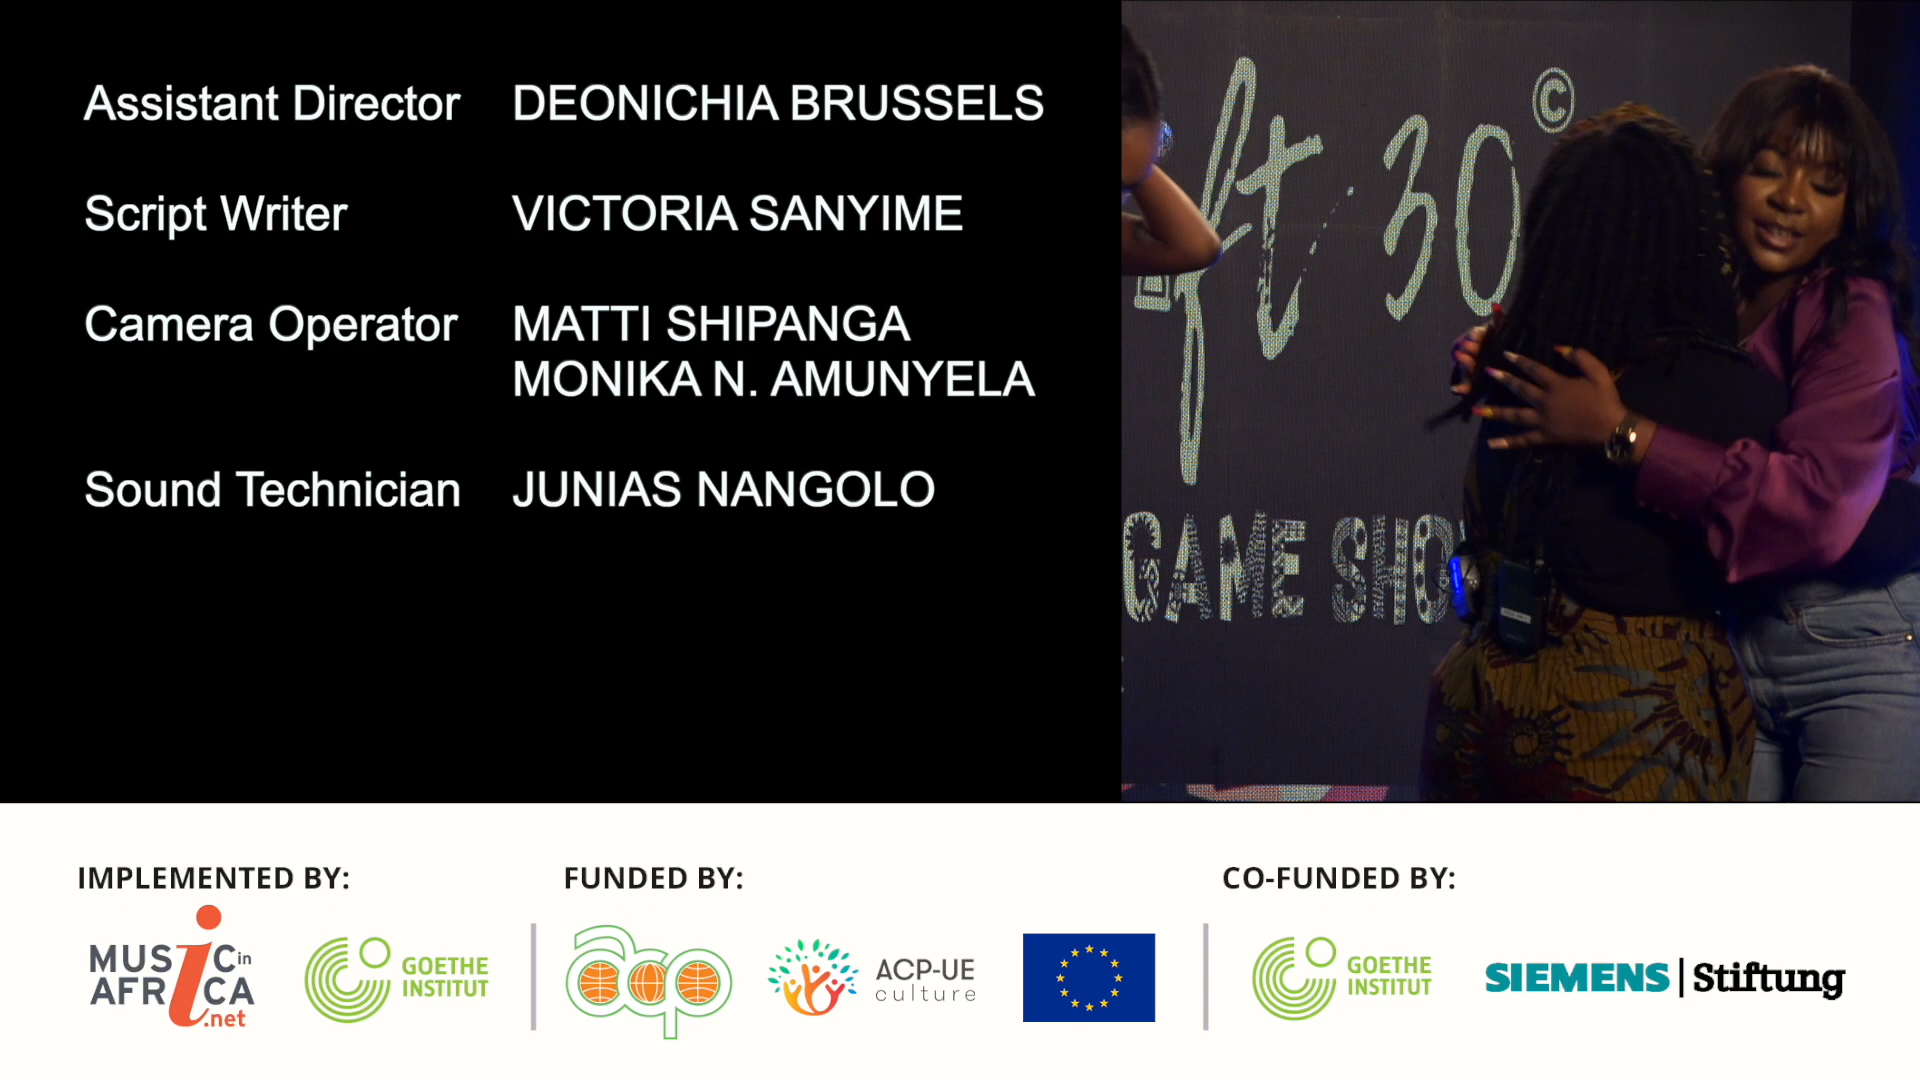 Assistant Director DEONICHIA BRUSSELS
Script Writer VICTORIA SANYIME
Camera Operator MATTI SHIPANGA
MONIKA N. AMUNYELA
Sound Technician JUNIAS NANGOLO
30©
GAME SHO
IMPLEMENTED BY:
MUSiC in
AFRiCA
.net
GOETHE
INSTITUT
FUNDED BY:
acp
ACP-UE
culture
CO-FUNDED BY:
GOETHE
INSTITUT
SIEMENS | Stiftung